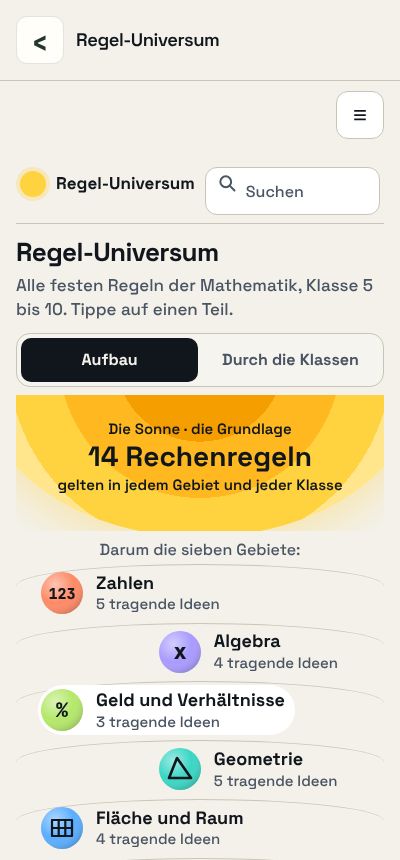 <
Regel-Universum
≡
Regel-Universum
Suchen
Regel-Universum
Alle festen Regeln der Mathematik, Klasse 5
bis 10. Tippe auf einen Teil.
Aufbau
Durch die Klassen
Die Sonne · die Grundlage
14 Rechenregeln
gelten in jedem Gebiet und jeder Klasse
Darum die sieben Gebiete:
123
Zahlen
5 tragende Ideen
x
Algebra
4 tragende Ideen
%
Geld und Verhältnisse
3 tragende Ideen
Geometrie
5 tragende Ideen
Fläche und Raum
4 tragende Ideen